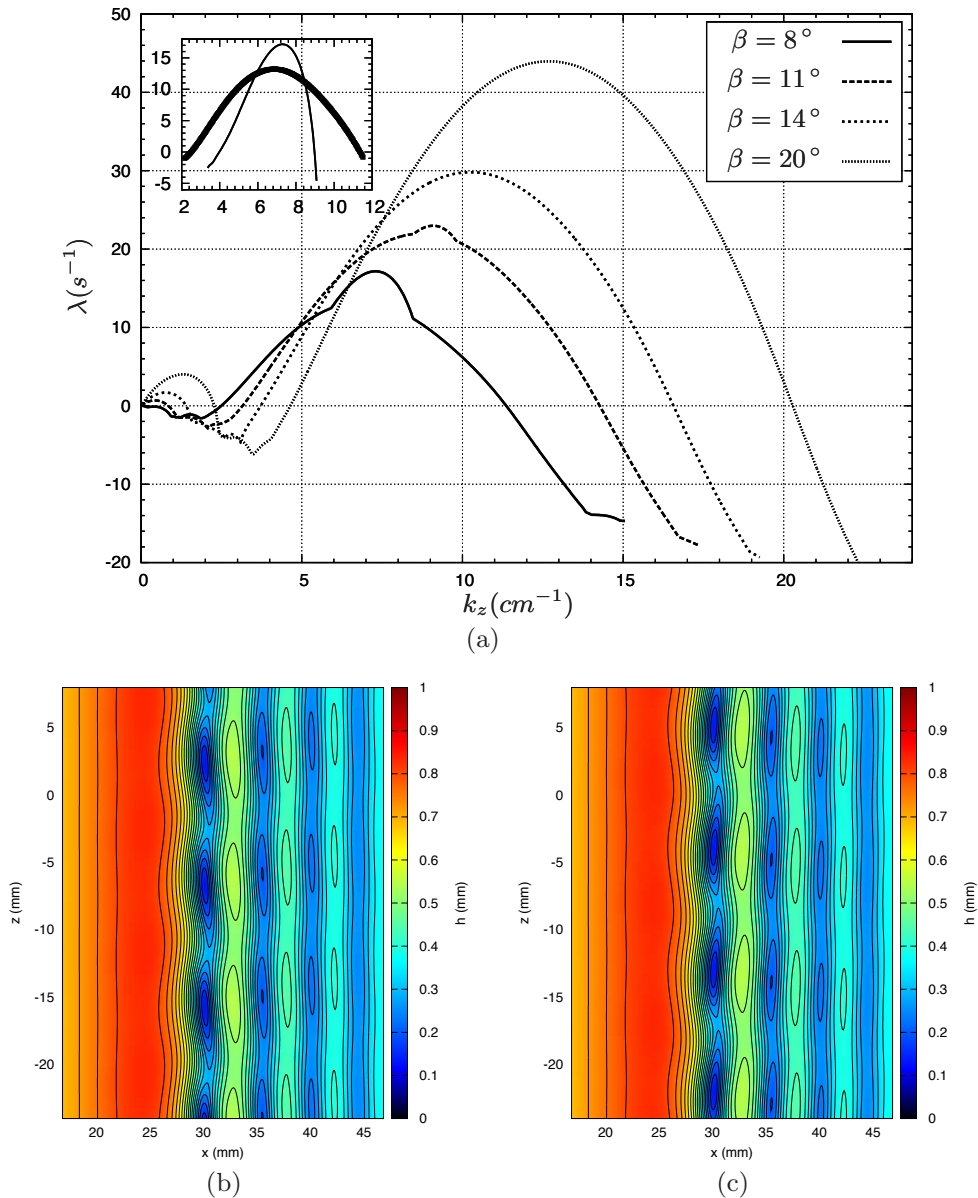 50
40
30
20
10
0
-10
-20
λ(s⁻¹)
15
10
5
0
-5
2 4 6 8 10 12
β = 8°
β = 11°
β = 14°
β = 20°
0 5 10 15 20
k_z(cm⁻¹)
(a)
5
0
-5
-10
-15
-20
z (mm)
20 25 30 35 40 45
x (mm)
1
0.9
0.8
0.7
0.6
0.5
0.4
0.3
0.2
0.1
0
h (mm)
(b)
5
0
-5
-10
-15
-20
z (mm)
20 25 30 35 40 45
x (mm)
1
0.9
0.8
0.7
0.6
0.5
0.4
0.3
0.2
0.1
0
h (mm)
(c)